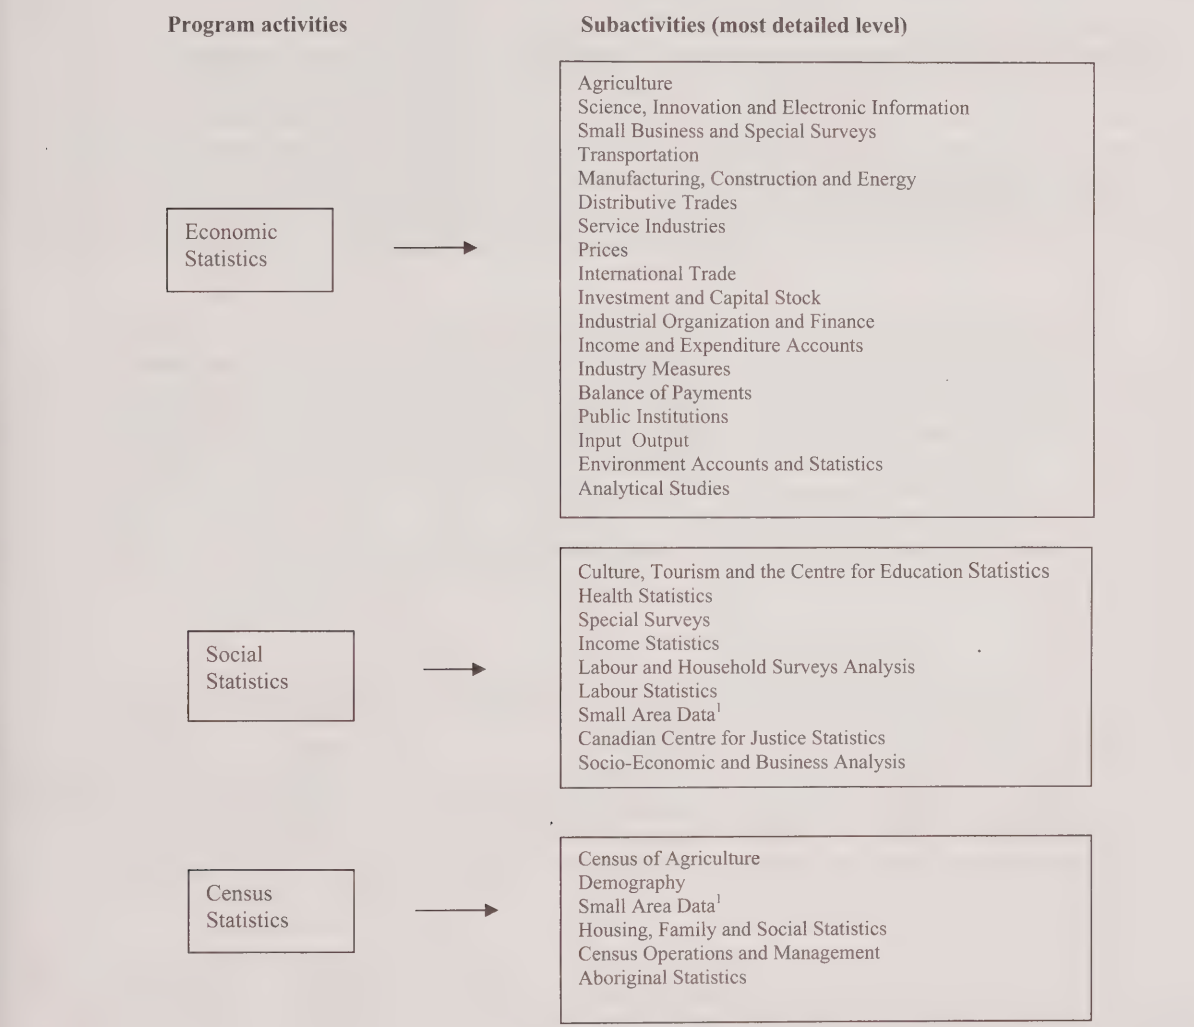 Program activities
Subactivities (most detailed level)
Economic
Statistics
Agriculture
Science, Innovation and Electronic Information
Small Business and Special Surveys
Transportation
Manufacturing, Construction and Energy
Distributive Trades
Service Industries
Prices
International Trade
Investment and Capital Stock
Industrial Organization and Finance
Income and Expenditure Accounts
Industry Measures
Balance of Payments
Public Institutions
Input Output
Environment Accounts and Statistics
Analytical Studies
Social
Statistics
Culture, Tourism and the Centre for Education Statistics
Health Statistics
Special Surveys
Income Statistics
Labour and Household Surveys Analysis
Labour Statistics
Small Area Data¹
Canadian Centre for Justice Statistics
Socio-Economic and Business Analysis
Census
Statistics
Census of Agriculture
Demography
Small Area Data¹
Housing, Family and Social Statistics
Census Operations and Management
Aboriginal Statistics